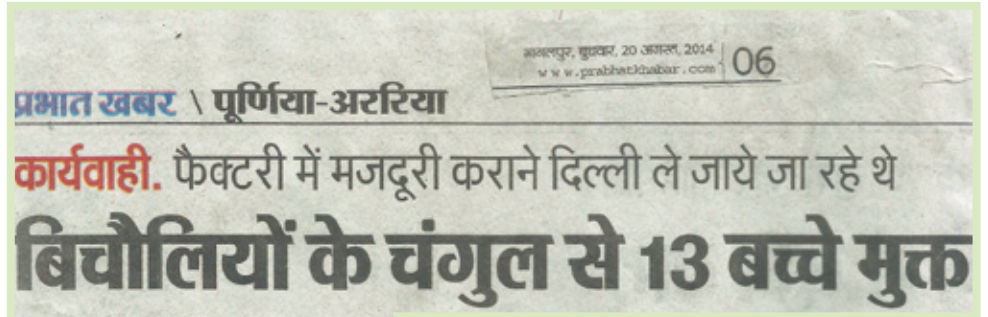 भागलपुर, बुधवार, 20 अगस्त, 2014
www.prabhatkhabar.com 06
प्रभात खबर \ पूर्णिया-अररिया
कार्यवाही. फैक्टरी में मजदूरी कराने दिल्ली ले जाये जा रहे थे
बिचौलियों के चंगुल से 13 बच्चे मुक्त